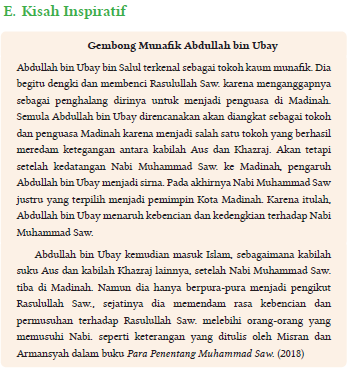 E. Kisah Inspiratif
Gembong Munafik Abdullah bin Ubay
Abdullah bin Ubay bin Salul terkenal sebagai tokoh kaum munafik. Dia
begitu dengki dan membenci Rasulullah Saw. karena menganggapnya
sebagai penghalang dirinya untuk menjadi penguasa di Madinah.
Semula Abdullah bin Ubay direncanakan akan diangkat sebagai tokoh
dan penguasa Madinah karena menjadi salah satu tokoh yang berhasil
meredam ketegangan antara kabilah Aus dan Khazraj. Akan tetapi
setelah kedatangan Nabi Muhammad Saw. ke Madinah, pengaruh
Abdullah bin Ubay menjadi sirna. Pada akhirnya Nabi Muhammad Saw
justru yang terpilih menjadi pemimpin Kota Madinah. Karena itulah,
Abdullah bin Ubay menaruh kebencian dan kedengkian terhadap Nabi
Muhammad Saw.
Abdullah bin Ubay kemudian masuk Islam, sebagaimana kabilah
suku Aus dan kabilah Khazraj lainnya, setelah Nabi Muhammad Saw.
tiba di Madinah. Namun dia hanya berpura-pura menjadi pengikut
Rasulullah Saw., sejatinya dia memendam rasa kebencian dan
permusuhan terhadap Rasulullah Saw. melebihi orang-orang yang
memusuhi Nabi. seperti keterangan yang ditulis oleh Misran dan
Armansyah dalam buku Para Penentang Muhammad Saw. (2018)